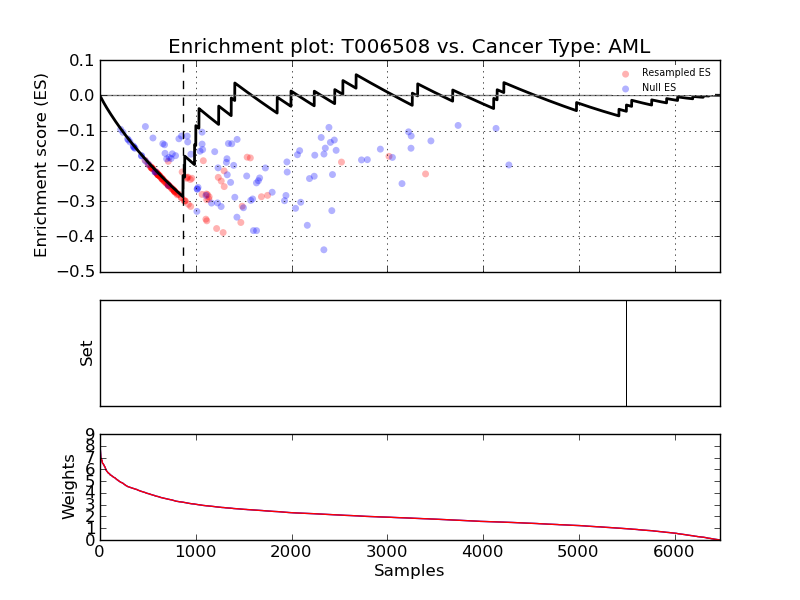 Enrichment plot: T006508 vs. Cancer Type: AML
Enrichment score (ES)
0.1
0.0
−0.1
−0.2
−0.3
−0.4
−0.5
Resampled ES
Null ES
Set
Weights
9
8
7
6
5
4
3
2
1
0
0 1000 2000 3000 4000 5000 6000
Samples